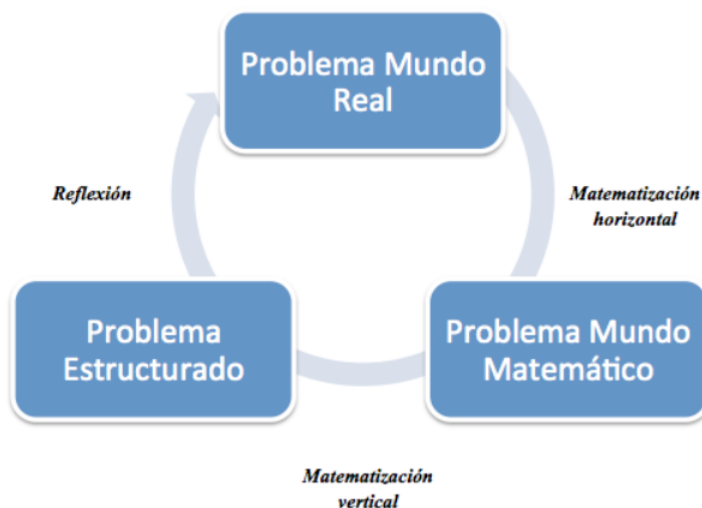 Problema Mundo
Real
Reflexión
Matematización
horizontal
Problema
Estructurado
Problema Mundo
Matemático
Matematización
vertical